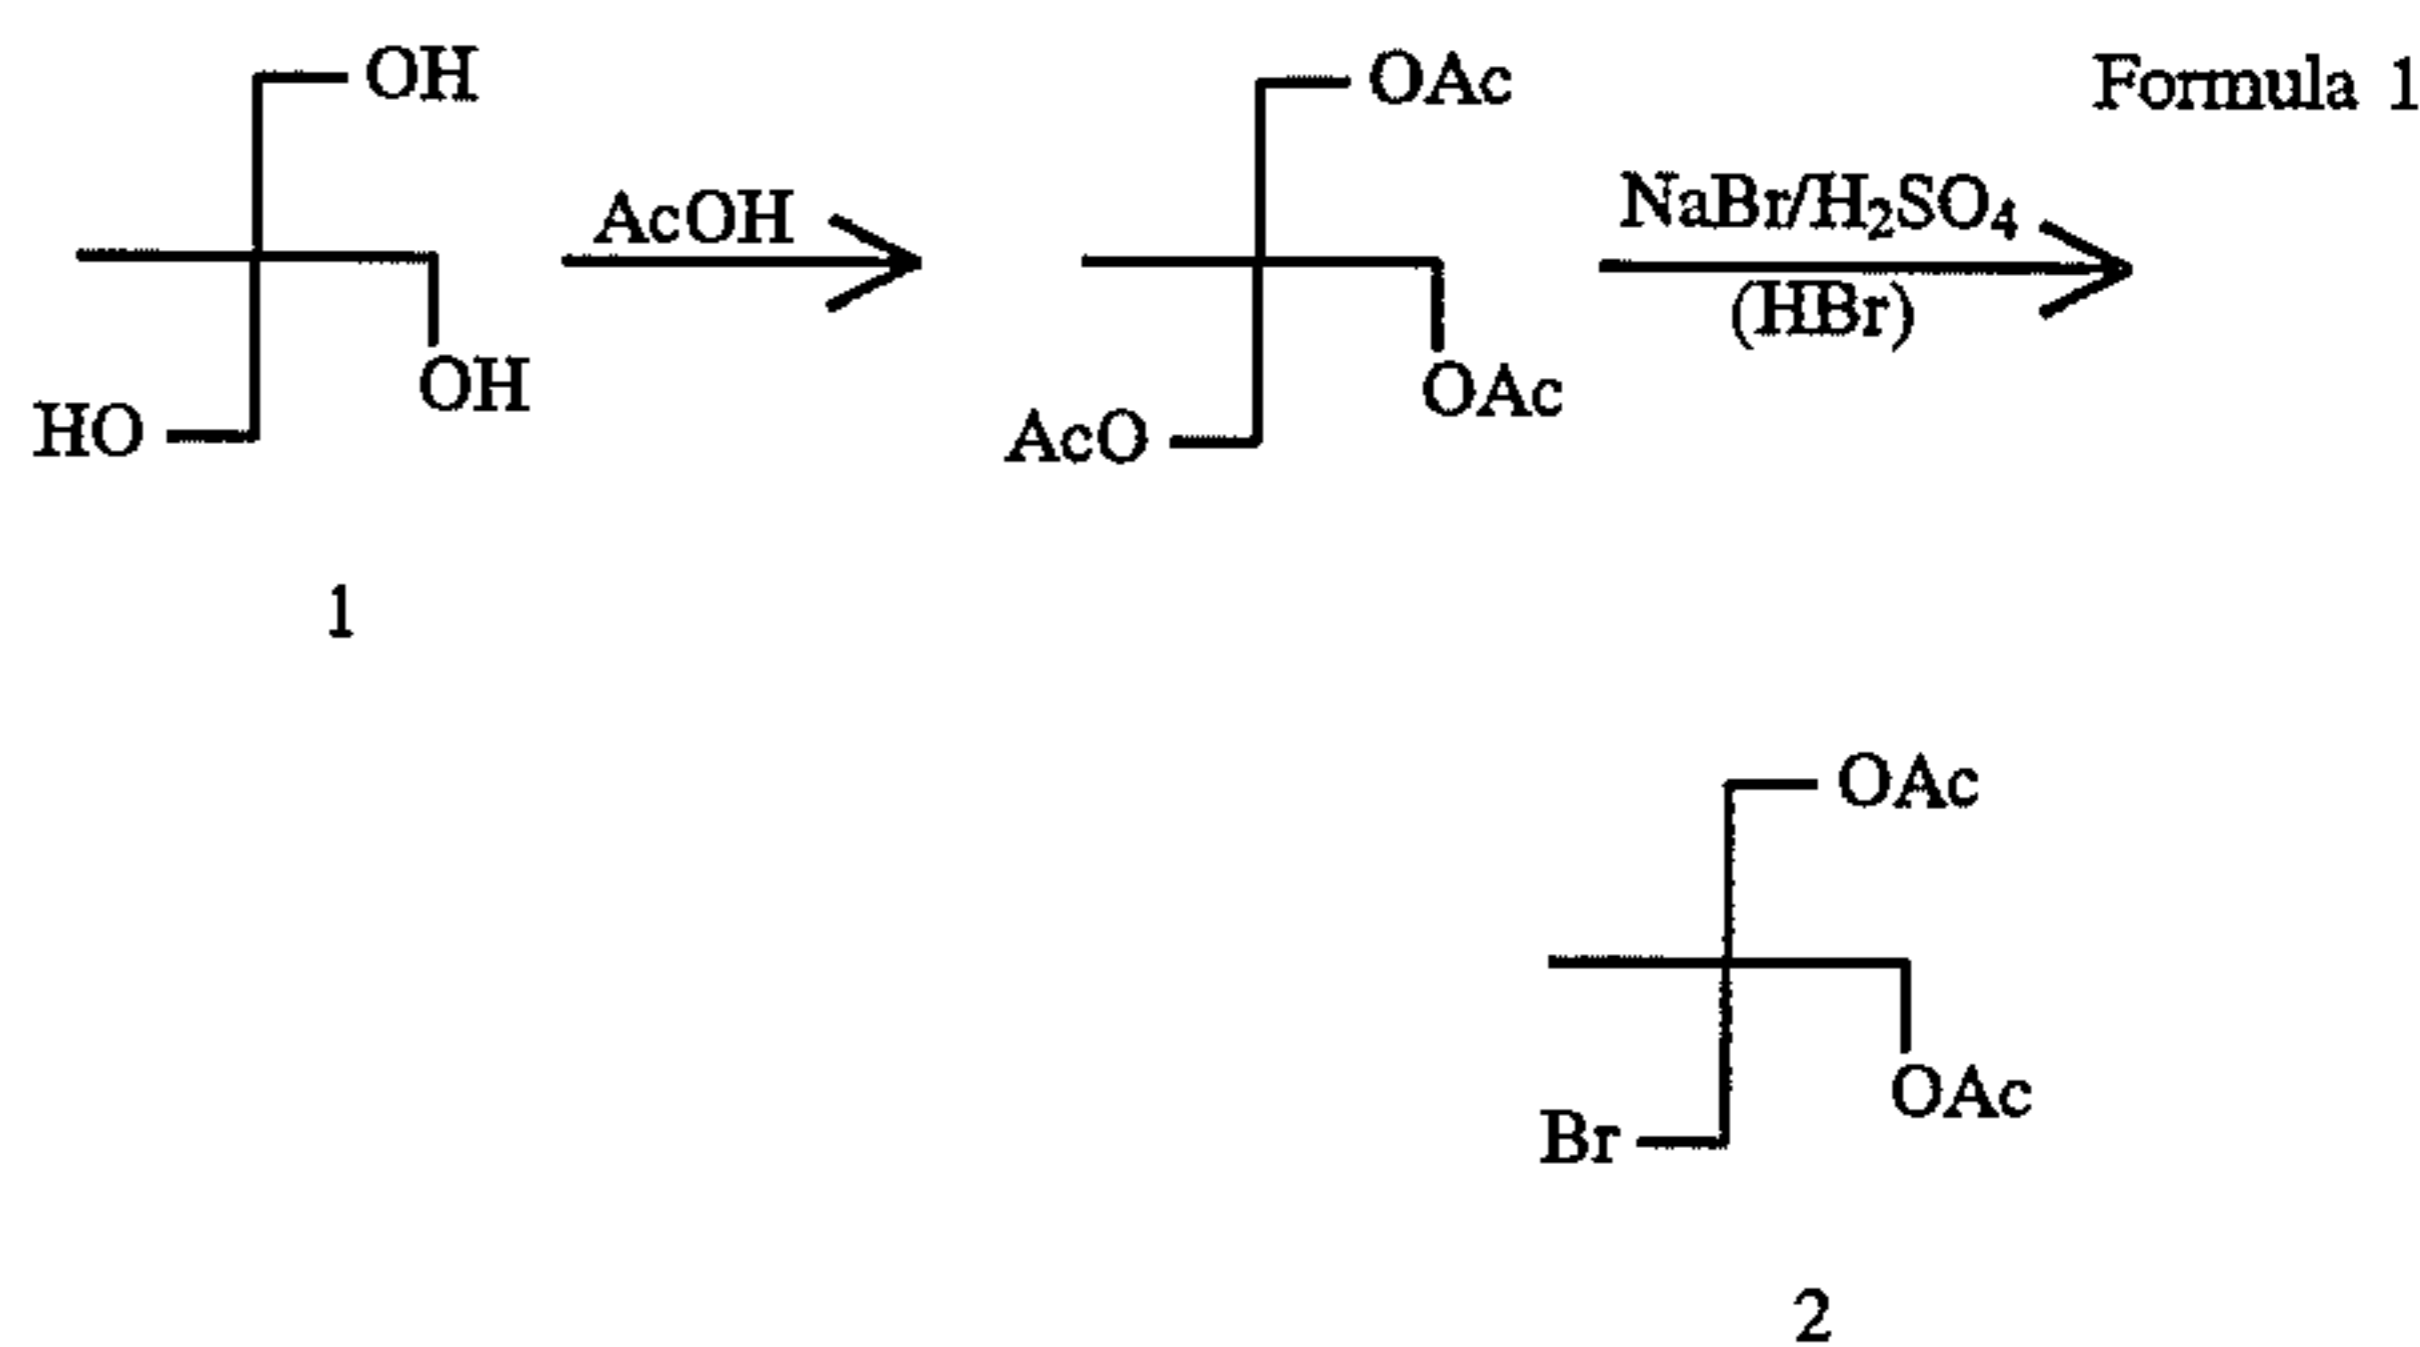 OH
OAc
Formula 1
AcOH
NaBr/H₂SO₄
(HBr)
OH
OAc
HO
AcO
1
OAc
OAc
Br
2